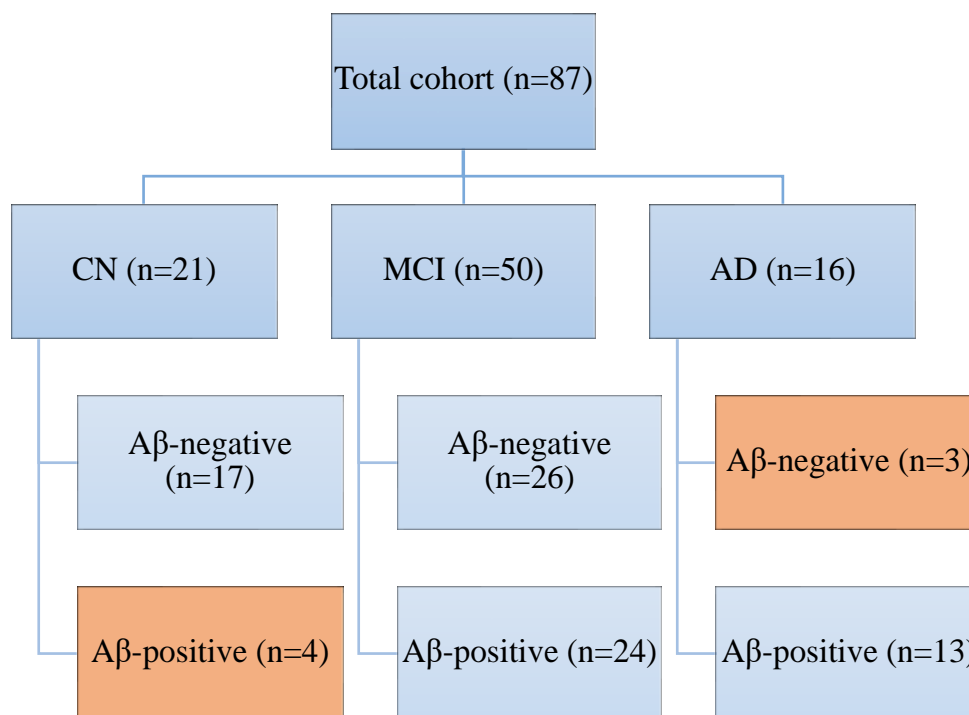 Total cohort (n=87)
CN (n=21)
MCI (n=50)
AD (n=16)
Aβ-negative
(n=17)
Aβ-negative
(n=26)
Aβ-negative (n=3)
Aβ-positive (n=4)
Aβ-positive (n=24)
Aβ-positive (n=13)